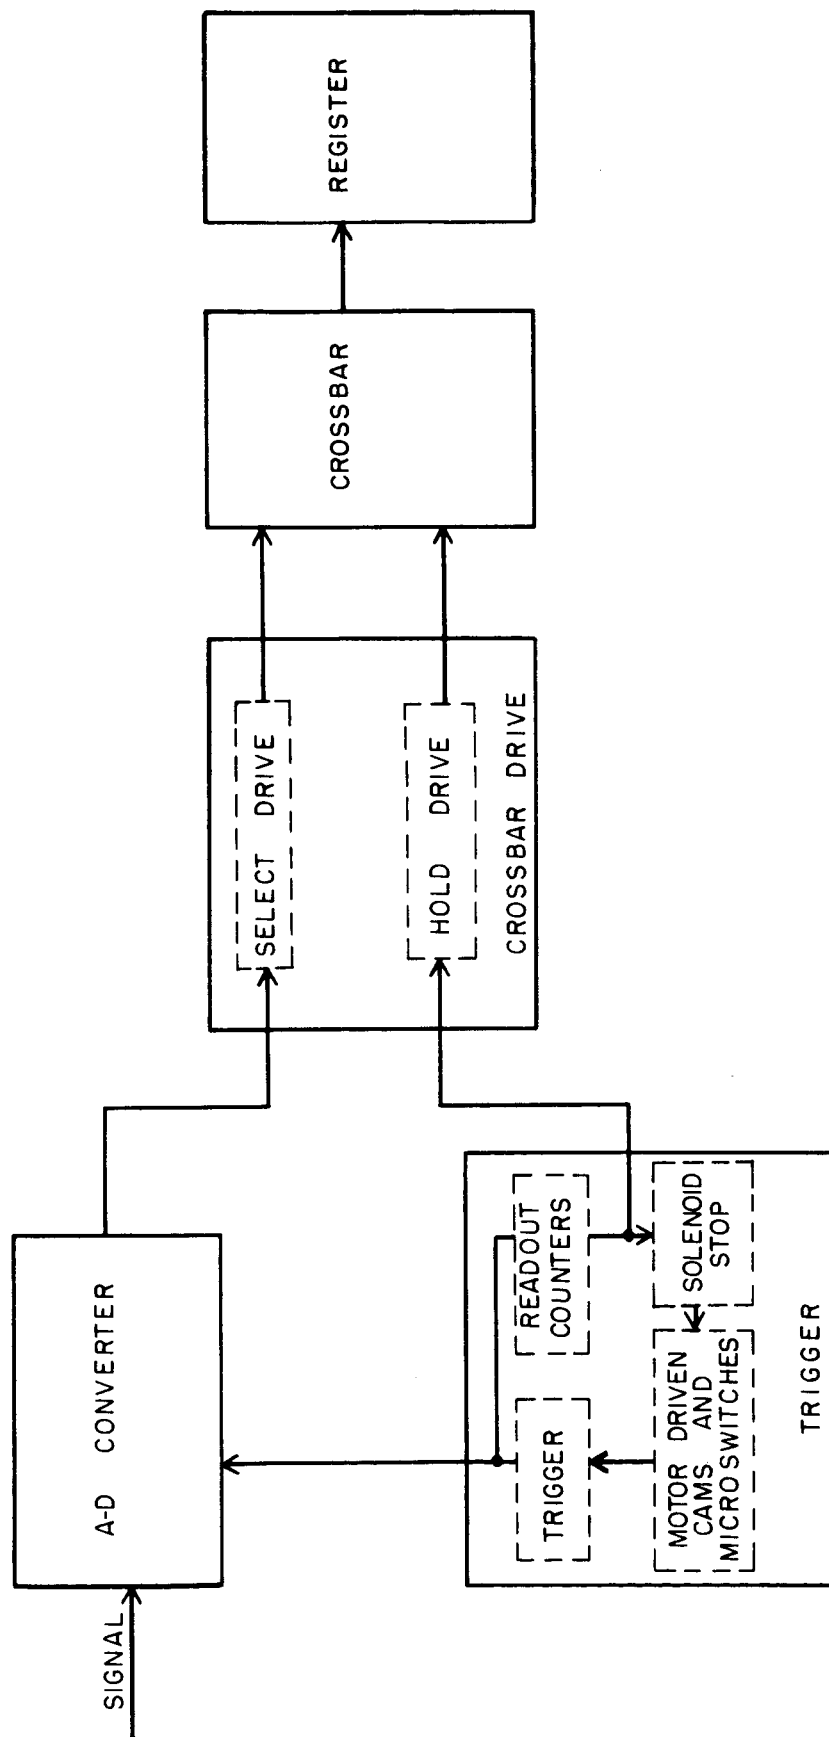 SIGNAL
A-D CONVERTER
SELECT DRIVE
HOLD DRIVE
CROSSBAR DRIVE
CROSSBAR
REGISTER
TRIGGER
READOUT
COUNTERS
MOTOR DRIVEN
CAMS AND
MICROSWITCHES
SOLENOID
STOP
TRIGGER